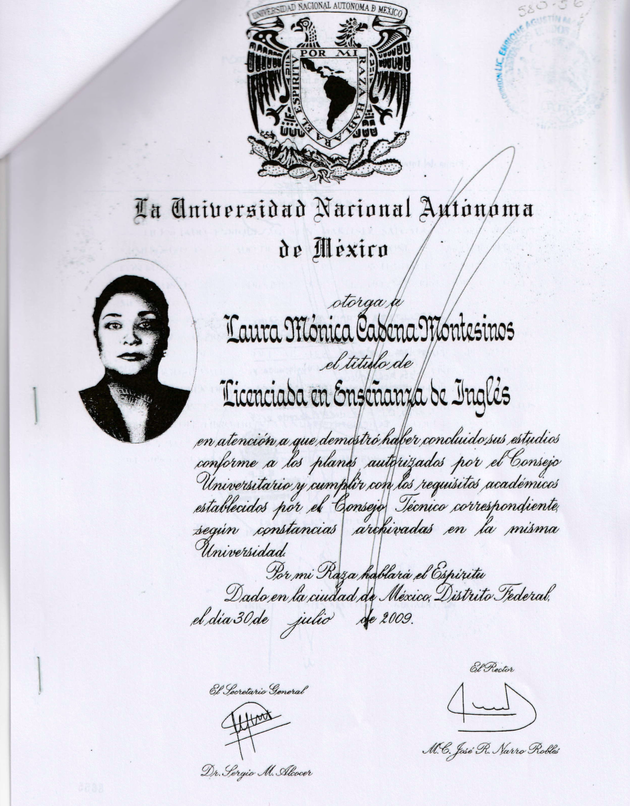 UNIVERSIDAD NACIONAL AUTONOMA D MEXICO
POR MI RAZA HABLARA EL ESPIRITU
La Universidad Nacional Autónoma
de México
otorga a
Laura Mónica Cadena Montesinos
el título de
Licenciada en Enseñanza de Inglés
en atención a que demostró haber concluido sus estudios
conforme a los planes autorizados por el Consejo
Universitario y cumplir con los requisitos académicos
establecidos por el Consejo Técnico correspondiente,
según constancias archivadas en la misma
Universidad.
Por mi Raza hablará el Espíritu
Dado en la ciudad de México, Distrito Federal,
el día 30 de julio de 2009.
El Rector
El Secretario General
M.C. José R. Narro Robles
Dr. Sergio M. Alcocer